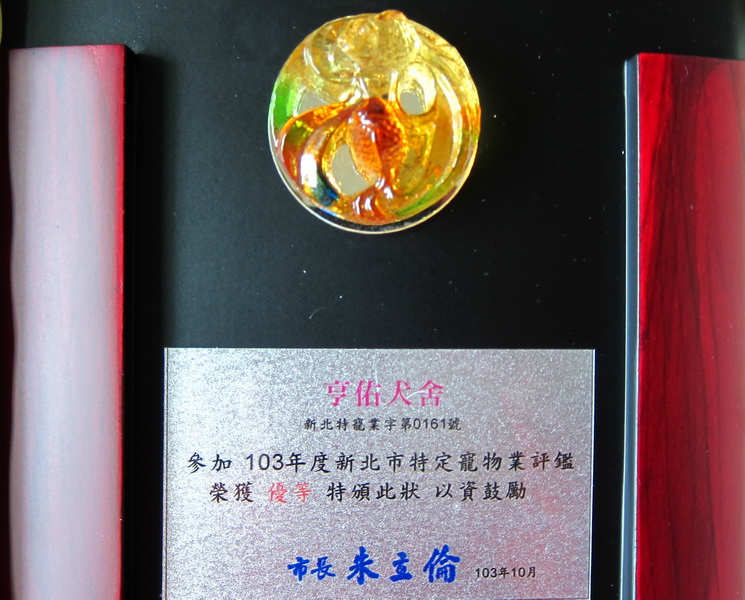 亨佑犬舍
新北特寵業字第0161號
參加 103年度新北市特定寵物業評鑑
榮獲 優等 特頒此狀 以資鼓勵
市長 朱立倫 103年10月